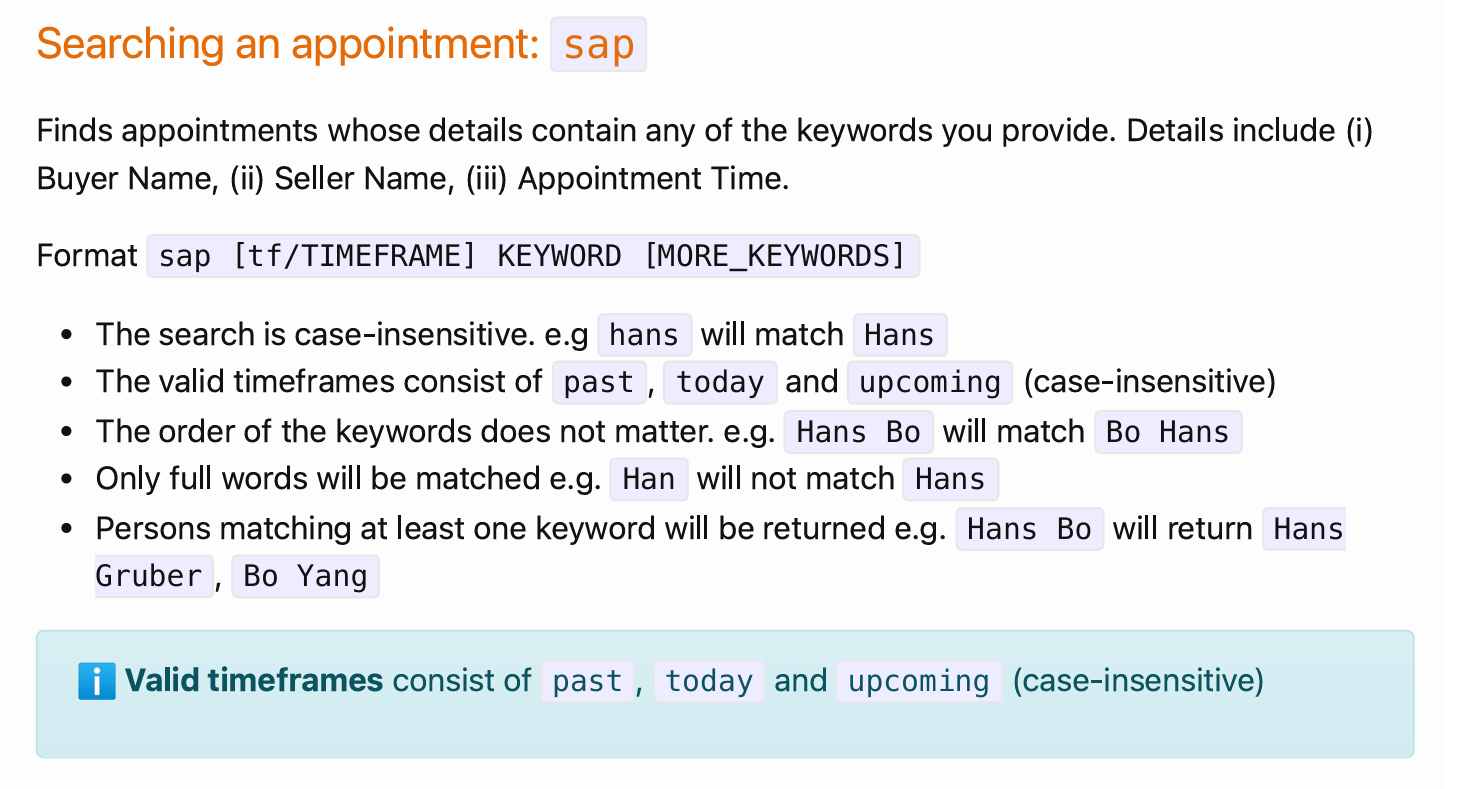 Searching an appointment: sap
Finds appointments whose details contain any of the keywords you provide. Details include (i)
Buyer Name, (ii) Seller Name, (iii) Appointment Time.
Format sap [tf/TIMEFRAME] KEYWORD [MORE_KEYWORDS]
• The search is case-insensitive. e.g hans will match Hans
• The valid timeframes consist of past, today and upcoming (case-insensitive)
• The order of the keywords does not matter. e.g. Hans Bo will match Bo Hans
• Only full words will be matched e.g. Han will not match Hans
• Persons matching at least one keyword will be returned e.g. Hans Bo will return Hans
Gruber, Bo Yang
ℹ️ Valid timeframes consist of past, today and upcoming (case-insensitive)